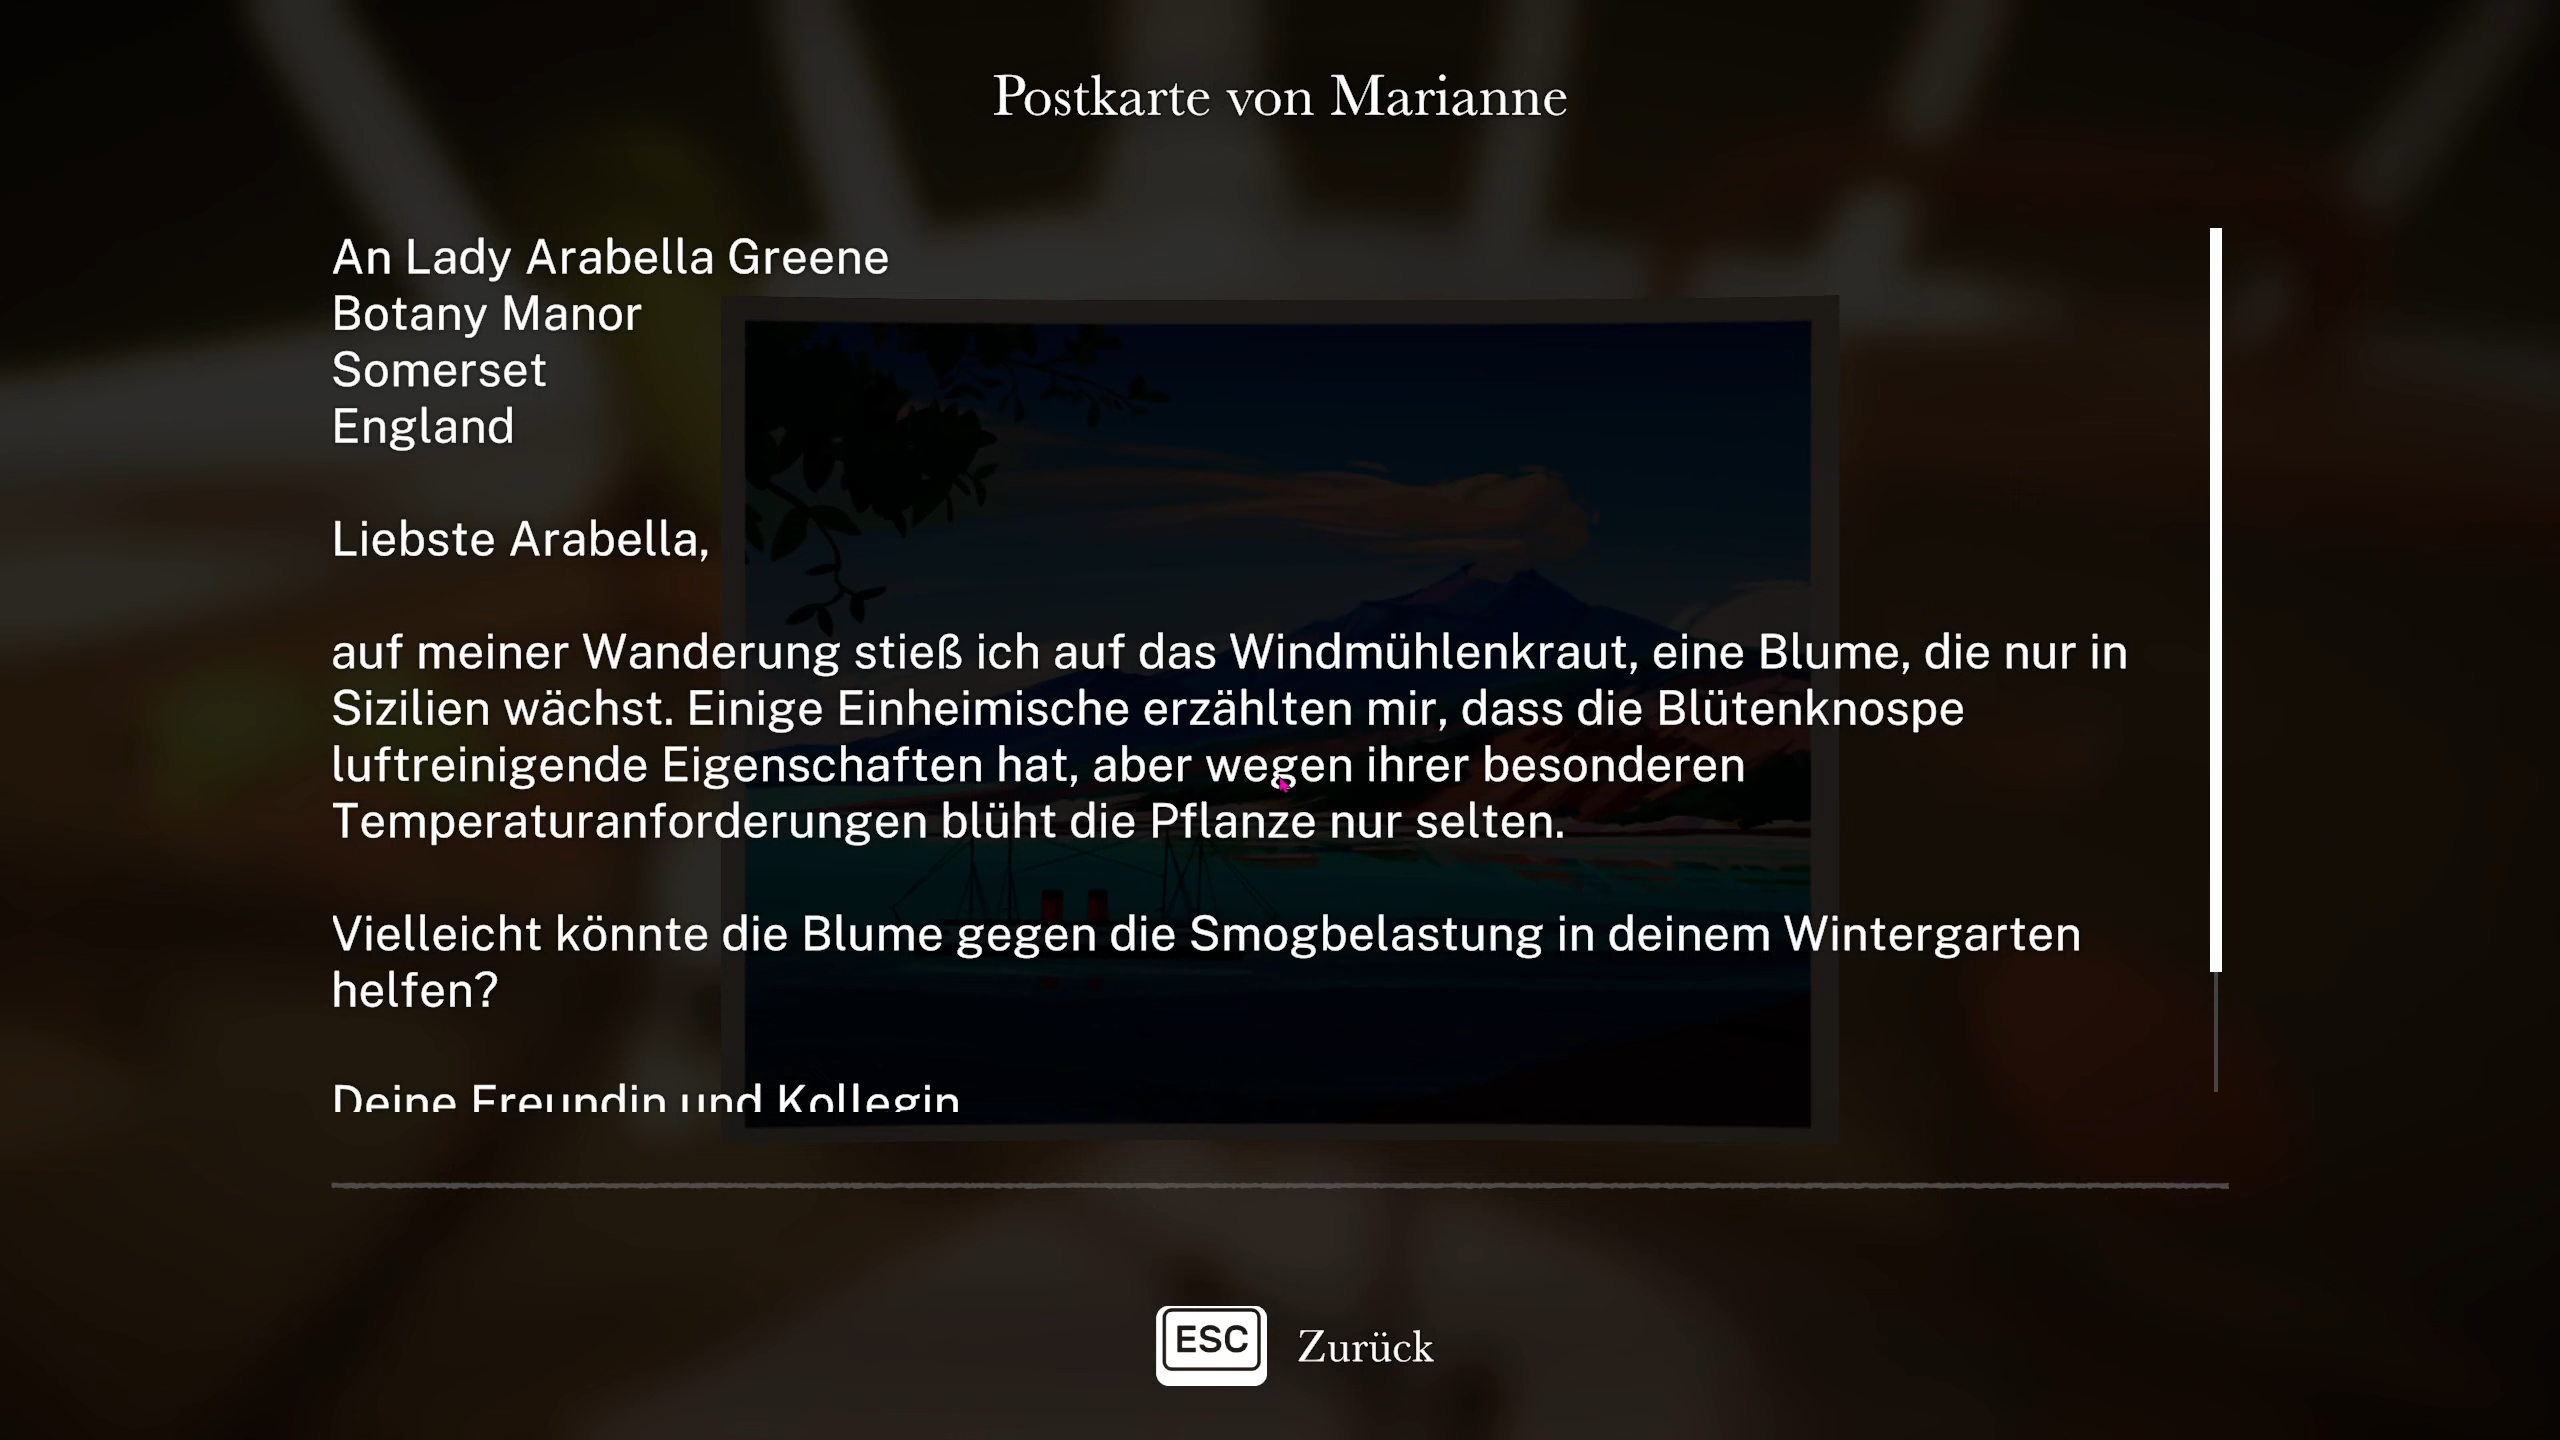 Postkarte von Marianne
An Lady Arabella Greene
Botany Manor
Somerset
England
Liebste Arabella,
auf meiner Wanderung stieß ich auf das Windmühlenkraut, eine Blume, die nur in
Sizilien wächst. Einige Einheimische erzählten mir, dass die Blütenknospe
luftreinigende Eigenschaften hat, aber wegen ihrer besonderen
Temperaturanforderungen blüht die Pflanze nur selten.
Vielleicht könnte die Blume gegen die Smogbelastung in deinem Wintergarten
helfen?
Deine Freundin und Kollegin
ESC Zurück